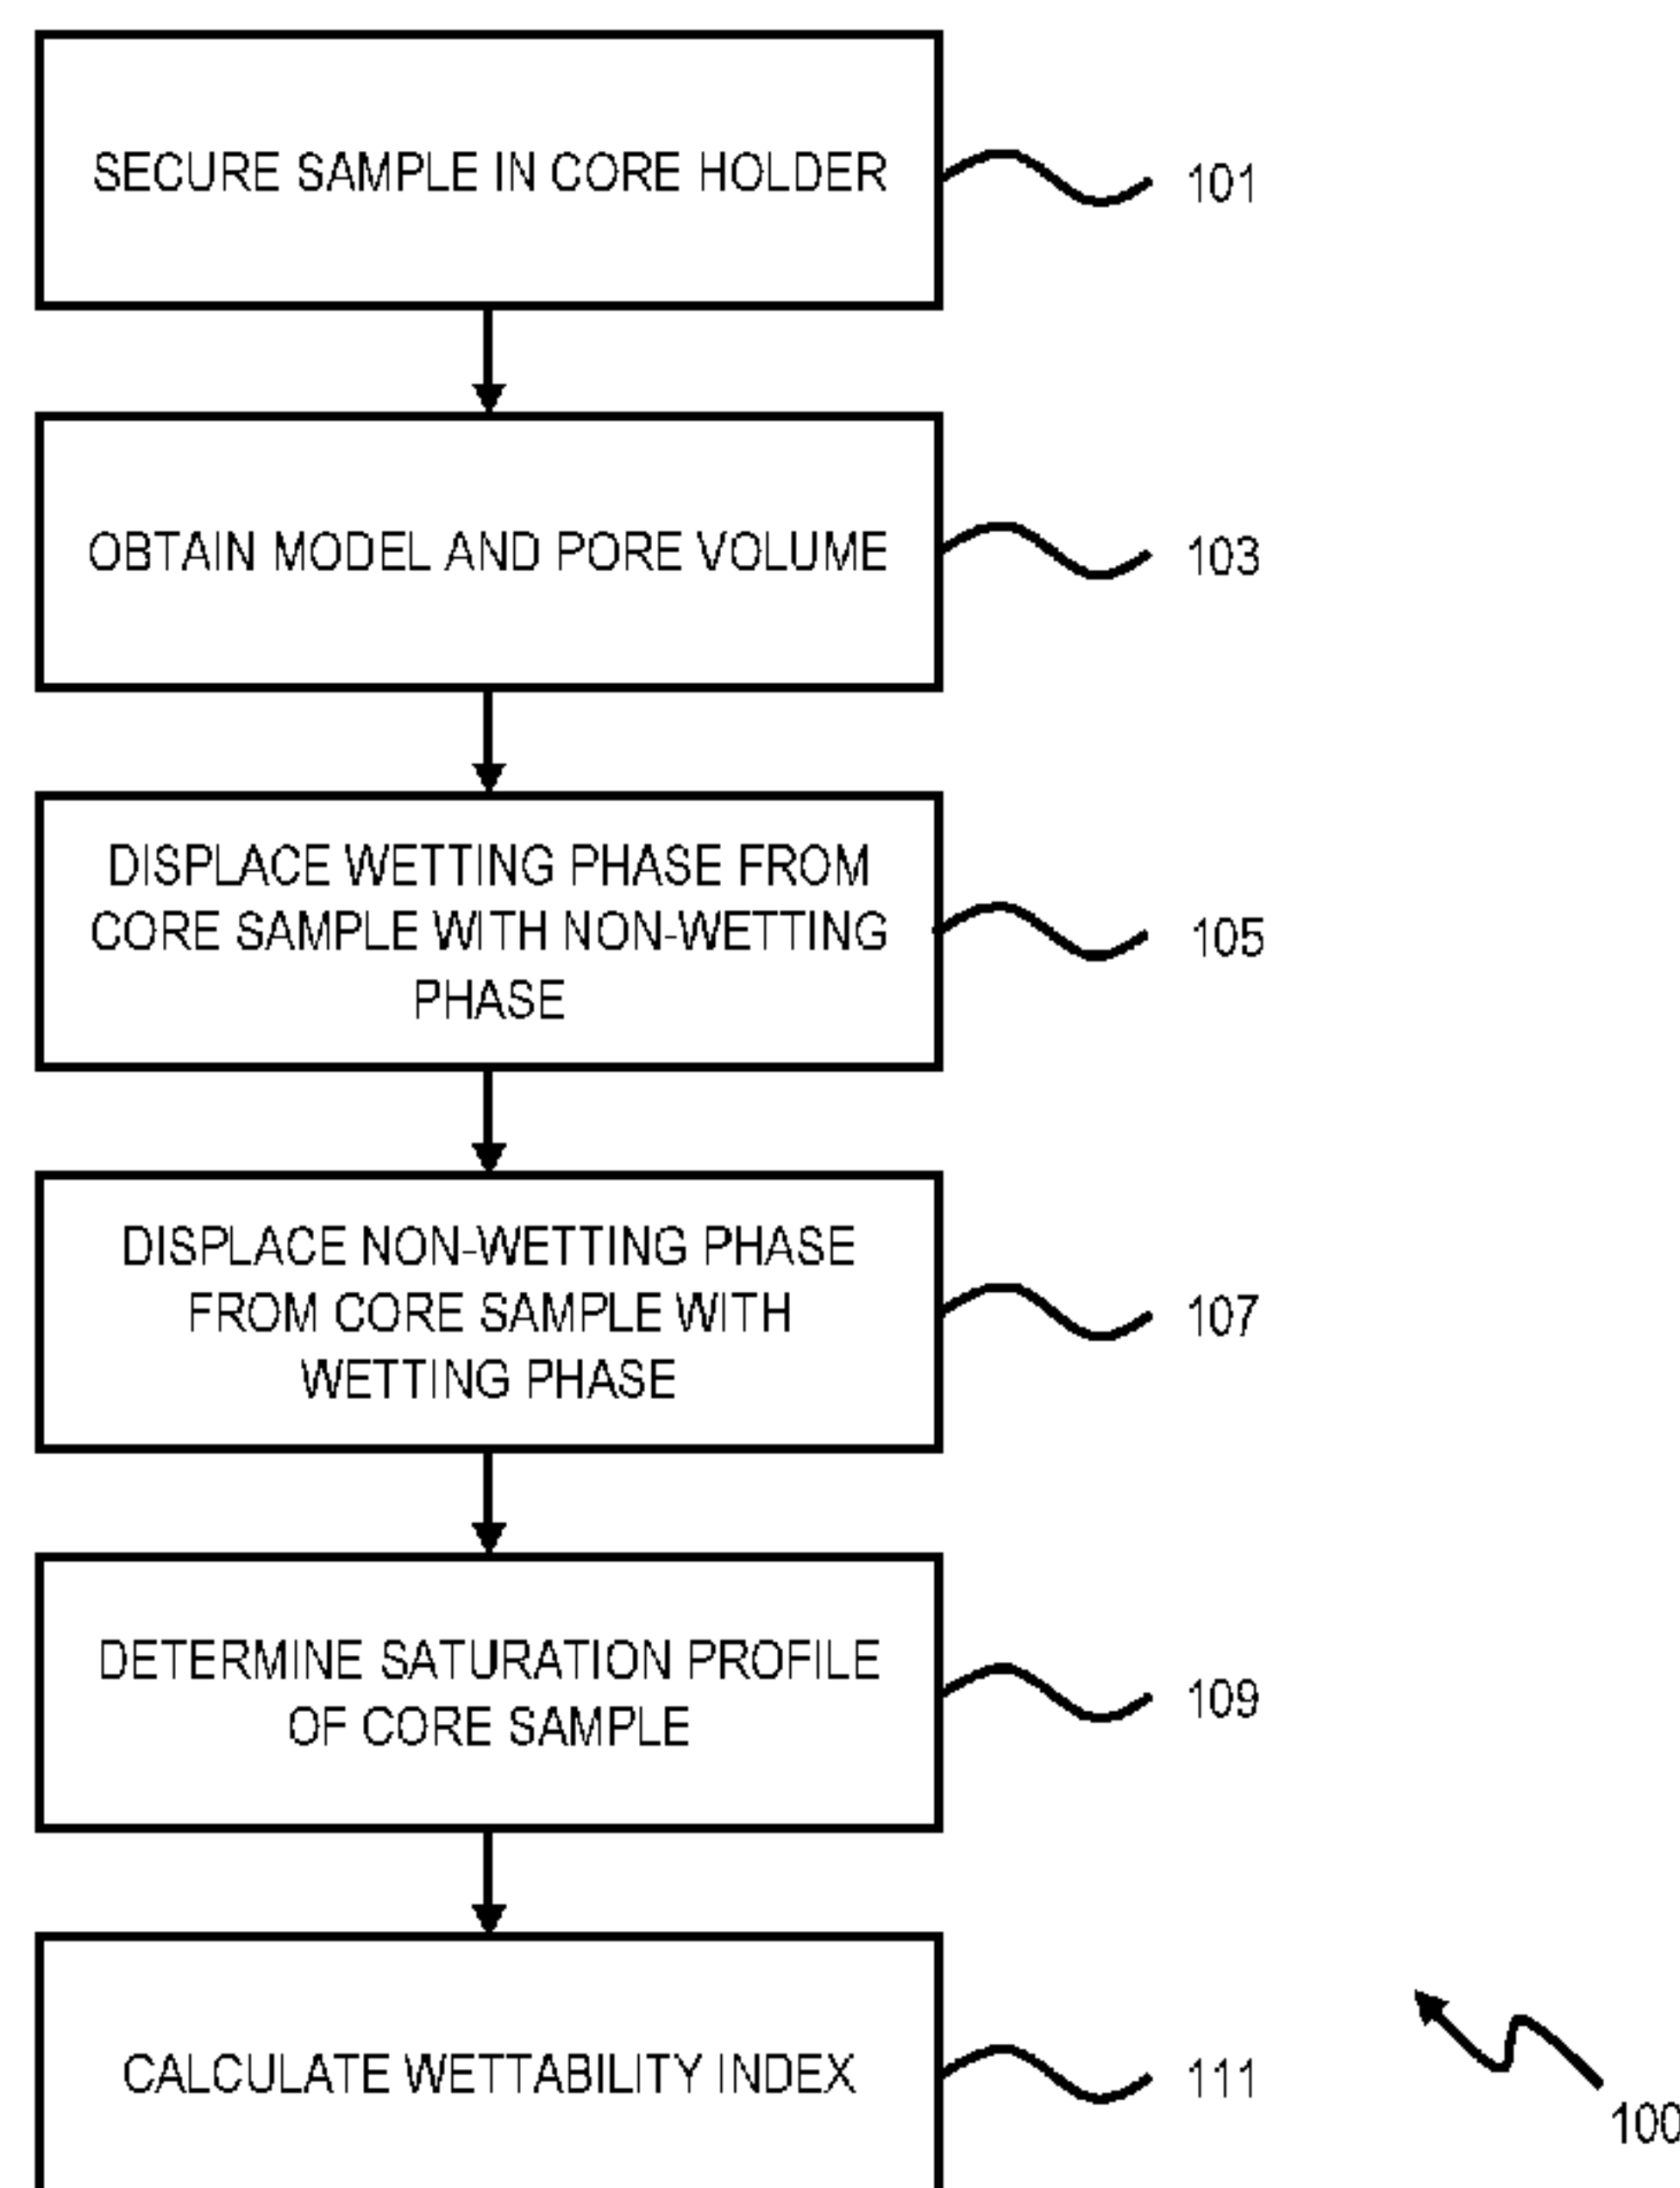 SECURE SAMPLE IN CORE HOLDER
101
OBTAIN MODEL AND PORE VOLUME
103
DISPLACE WETTING PHASE FROM
CORE SAMPLE WITH NON-WETTING
PHASE
105
DISPLACE NON-WETTING PHASE
FROM CORE SAMPLE WITH
WETTING PHASE
107
DETERMINE SATURATION PROFILE
OF CORE SAMPLE
109
CALCULATE WETTABILITY INDEX
111
100